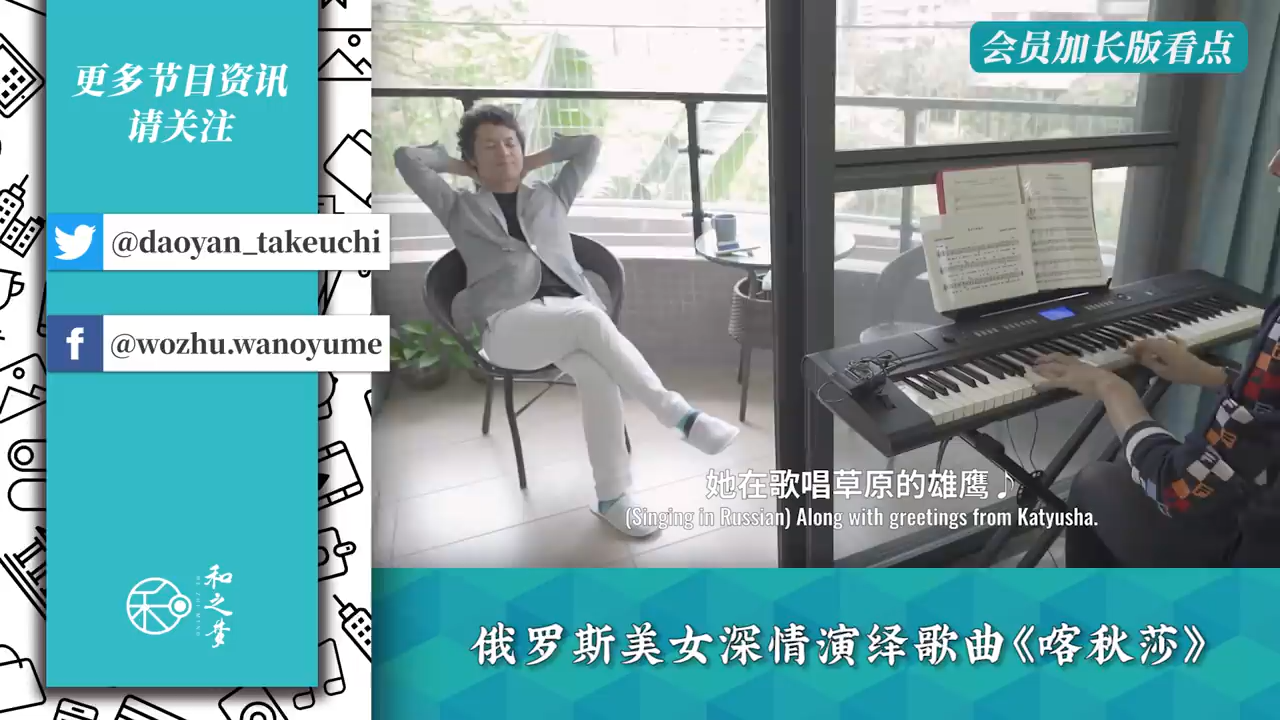 更多节目资讯
请关注
@daoyan_takeuchi
@wozhu.wanoyume
和之梦
会员加长版看点
她在歌唱草原的雄鹰♪
(Singing in Russian) Along with greetings from Katyusha.
俄罗斯美女深情演绎歌曲《喀秋莎》